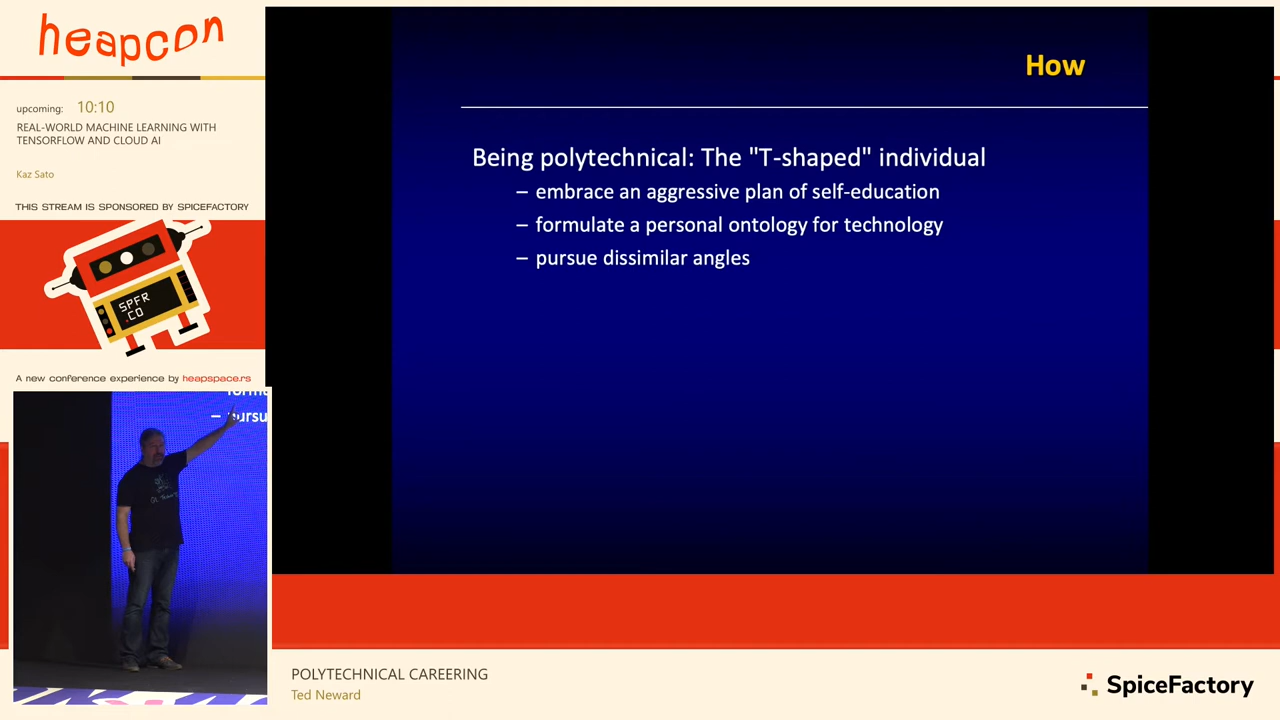 heapcon
upcoming: 10:10
REAL-WORLD MACHINE LEARNING WITH
TENSORFLOW AND CLOUD AI
Kaz Sato
THIS STREAM IS SPONSORED BY SPICEFACTORY
SPFR
.CO
A new conference experience by heapspace.rs
How
Being polytechnical: The "T-shaped" individual
– embrace an aggressive plan of self-education
– formulate a personal ontology for technology
– pursue dissimilar angles
– pursu
POLYTECHNICAL CAREERING
Ted Neward
SpiceFactory